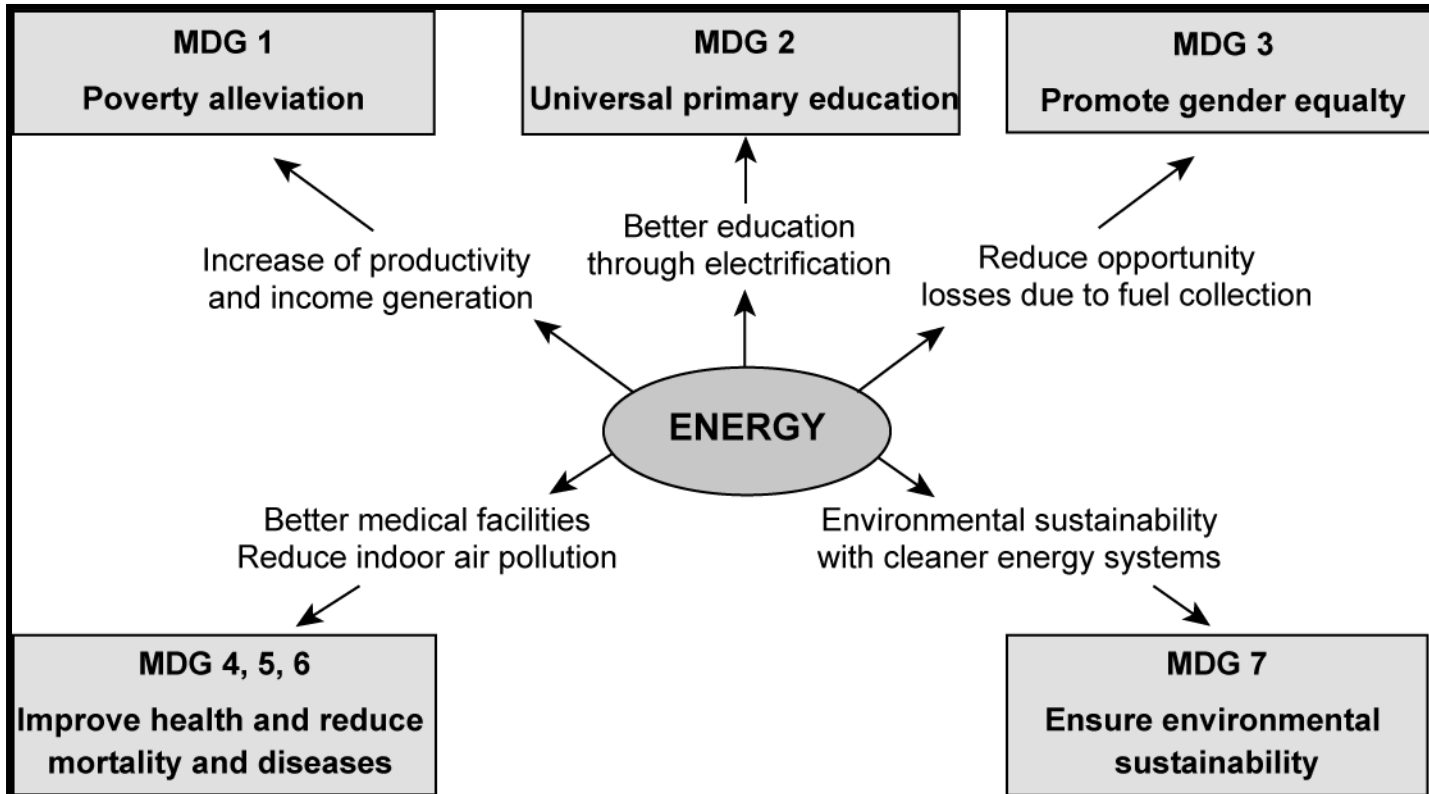 MDG 1
Poverty alleviation
MDG 2
Universal primary education
MDG 3
Promote gender equalty
Increase of productivity
and income generation
Better education
through electrification
Reduce opportunity
losses due to fuel collection
ENERGY
Better medical facilities
Reduce indoor air pollution
Environmental sustainability
with cleaner energy systems
MDG 4, 5, 6
Improve health and reduce
mortality and diseases
MDG 7
Ensure environmental
sustainability